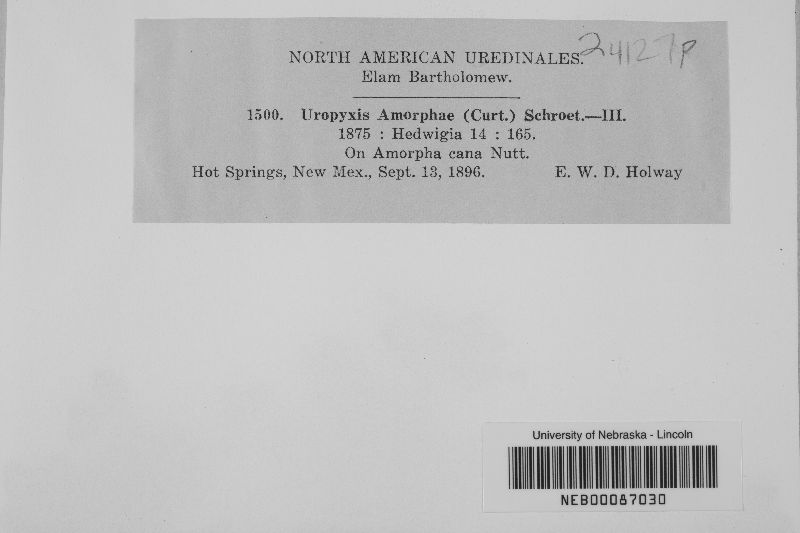 NORTH AMERICAN UREDINALES. 24127p
Elam Bartholomew.
1500. Uropyxis Amorphae (Curt.) Schroet.—III.
1875 : Hedwigia 14 : 165.
On Amorpha cana Nutt.
Hot Springs, New Mex., Sept. 13, 1896. E. W. D. Holway
University of Nebraska - Lincoln
NEB00087030